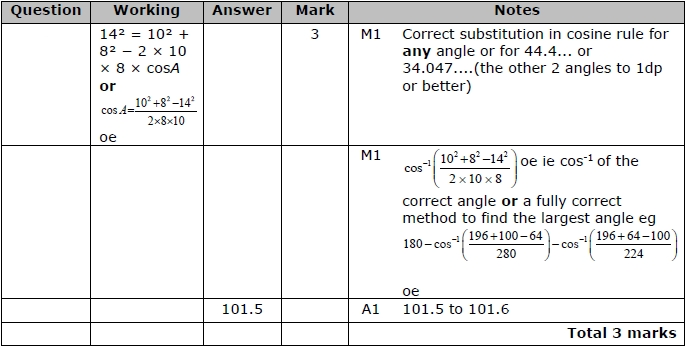 Question Working Answer Mark Notes
14² = 10² + 3 M1 Correct substitution in cosine rule for
8² – 2 × 10 any angle or for 44.4... or
× 8 × cosA 34.047....(the other 2 angles to 1dp
or or better)
cos A=(10²+8²−14²)/(2×8×10)
oe
M1 cos⁻¹((10²+8²−14²)/(2×10×8)) oe ie cos⁻¹ of the
correct angle or a fully correct
method to find the largest angle eg
180−cos⁻¹((196+100−64)/280)−cos⁻¹((196+64−100)/224)
oe
101.5 A1 101.5 to 101.6
Total 3 marks